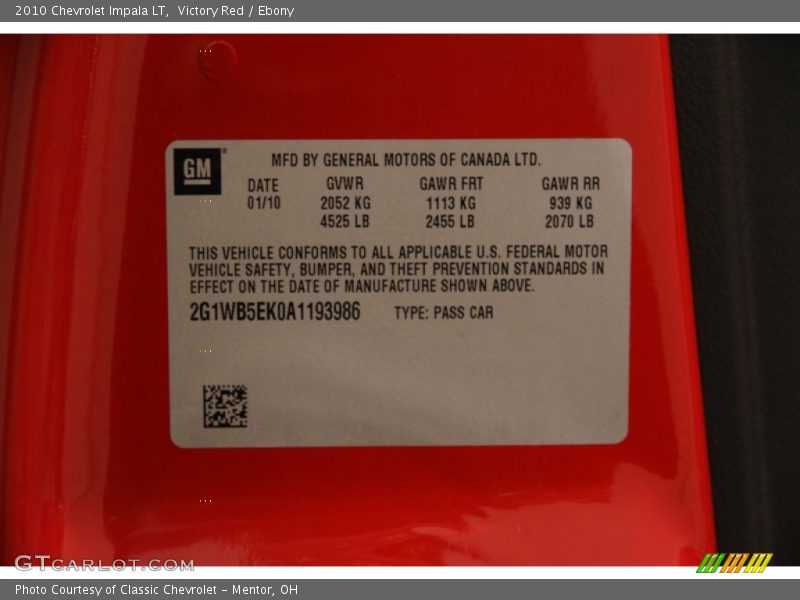 2010 Chevrolet Impala LT,  Victory Red / Ebony
GM
MFD BY GENERAL MOTORS OF CANADA LTD.
DATE GVWR GAWR FRT GAWR RR
01/10 2052 KG 1113 KG 939 KG
4525 LB 2455 LB 2070 LB
THIS VEHICLE CONFORMS TO ALL APPLICABLE U.S. FEDERAL MOTOR
VEHICLE SAFETY, BUMPER, AND THEFT PREVENTION STANDARDS IN
EFFECT ON THE DATE OF MANUFACTURE SHOWN ABOVE.
2G1WB5EK0A1193986 TYPE: PASS CAR
GTCARLOT.COM
Photo Courtesy of Classic Chevrolet - Mentor, OH